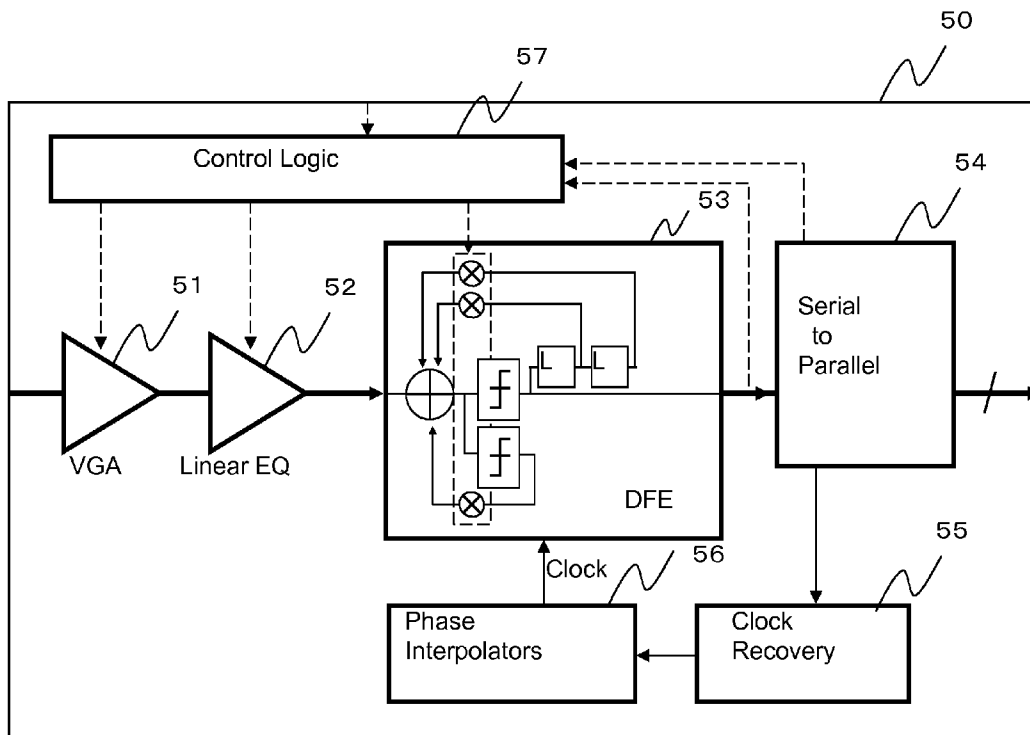 50
57
Control Logic
54
53
51
52
Serial
to
Parallel
L
L
VGA
Linear EQ
DFE
Clock
56
55
Phase
Interpolators
Clock
Recovery